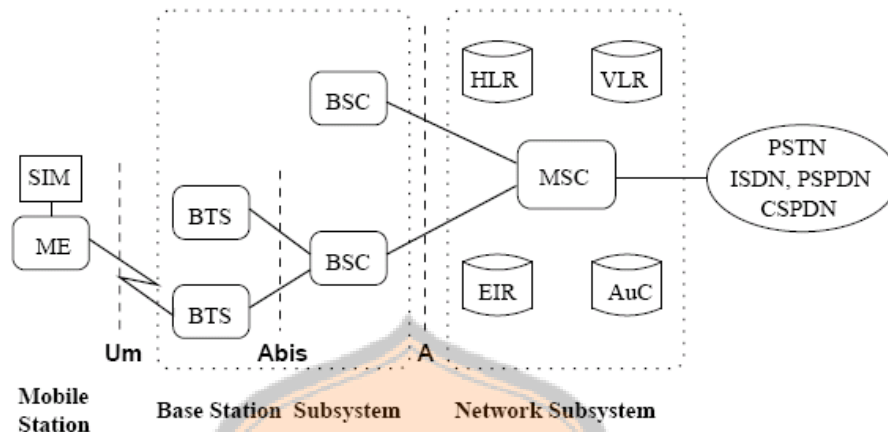 HLR
VLR
BSC
PSTN
ISDN, PSPDN
CSPDN
MSC
SIM
ME
BTS
BSC
BTS
EIR
AuC
Um
Abis
A
Mobile
Station
Base Station Subsystem
Network Subsystem